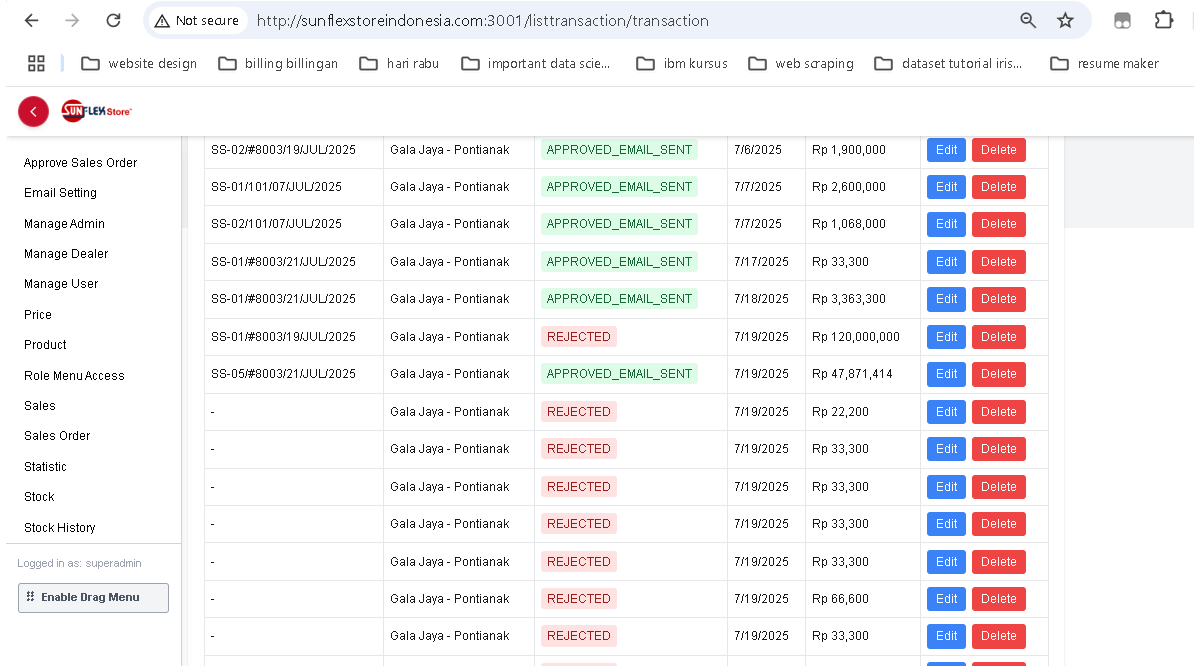 Not secure http://sunflexstoreindonesia.com:3001/listtransaction/transaction
website design billing billingan hari rabu important data scie... ibm kursus web scraping dataset tutorial iris... resume maker
SUNFLEX Store
Approve Sales Order
Email Setting
Manage Admin
Manage Dealer
Manage User
Price
Product
Role Menu Access
Sales
Sales Order
Statistic
Stock
Stock History
Logged in as: superadmin
Enable Drag Menu
SS-02/#8003/19/JUL/2025 Gala Jaya - Pontianak APPROVED_EMAIL_SENT 7/6/2025 Rp 1,900,000 Edit Delete
SS-01/101/07/JUL/2025 Gala Jaya - Pontianak APPROVED_EMAIL_SENT 7/7/2025 Rp 2,600,000 Edit Delete
SS-02/101/07/JUL/2025 Gala Jaya - Pontianak APPROVED_EMAIL_SENT 7/7/2025 Rp 1,068,000 Edit Delete
SS-01/#8003/21/JUL/2025 Gala Jaya - Pontianak APPROVED_EMAIL_SENT 7/17/2025 Rp 33,300 Edit Delete
SS-01/#8003/21/JUL/2025 Gala Jaya - Pontianak APPROVED_EMAIL_SENT 7/18/2025 Rp 3,363,300 Edit Delete
SS-01/#8003/19/JUL/2025 Gala Jaya - Pontianak REJECTED 7/19/2025 Rp 120,000,000 Edit Delete
SS-05/#8003/21/JUL/2025 Gala Jaya - Pontianak APPROVED_EMAIL_SENT 7/19/2025 Rp 47,871,414 Edit Delete
- Gala Jaya - Pontianak REJECTED 7/19/2025 Rp 22,200 Edit Delete
- Gala Jaya - Pontianak REJECTED 7/19/2025 Rp 33,300 Edit Delete
- Gala Jaya - Pontianak REJECTED 7/19/2025 Rp 33,300 Edit Delete
- Gala Jaya - Pontianak REJECTED 7/19/2025 Rp 33,300 Edit Delete
- Gala Jaya - Pontianak REJECTED 7/19/2025 Rp 33,300 Edit Delete
- Gala Jaya - Pontianak REJECTED 7/19/2025 Rp 66,600 Edit Delete
- Gala Jaya - Pontianak REJECTED 7/19/2025 Rp 33,300 Edit Delete